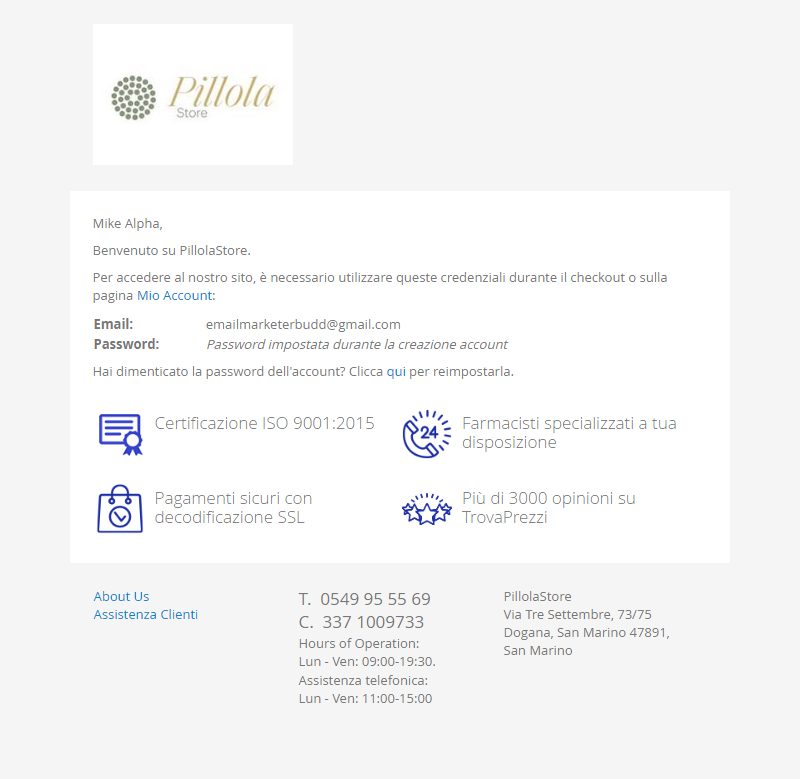 Pillola
Store
Mike Alpha,
Benvenuto su PillolaStore.
Per accedere al nostro sito, è necessario utilizzare queste credenziali durante il checkout o sulla
pagina Mio Account:
Email: emailmarketerbudd@gmail.com
Password: Password impostata durante la creazione account
Hai dimenticato la password dell'account? Clicca qui per reimpostarla.
Certificazione ISO 9001:2015
24
Farmacisti specializzati a tua
disposizione
Pagamenti sicuri con
decodificazione SSL
Più di 3000 opinioni su
TrovaPrezzi
About Us
Assistenza Clienti
T. 0549 95 55 69
C. 337 1009733
Hours of Operation:
Lun - Ven: 09:00-19:30.
Assistenza telefonica:
Lun - Ven: 11:00-15:00
PillolaStore
Via Tre Settembre, 73/75
Dogana, San Marino 47891,
San Marino